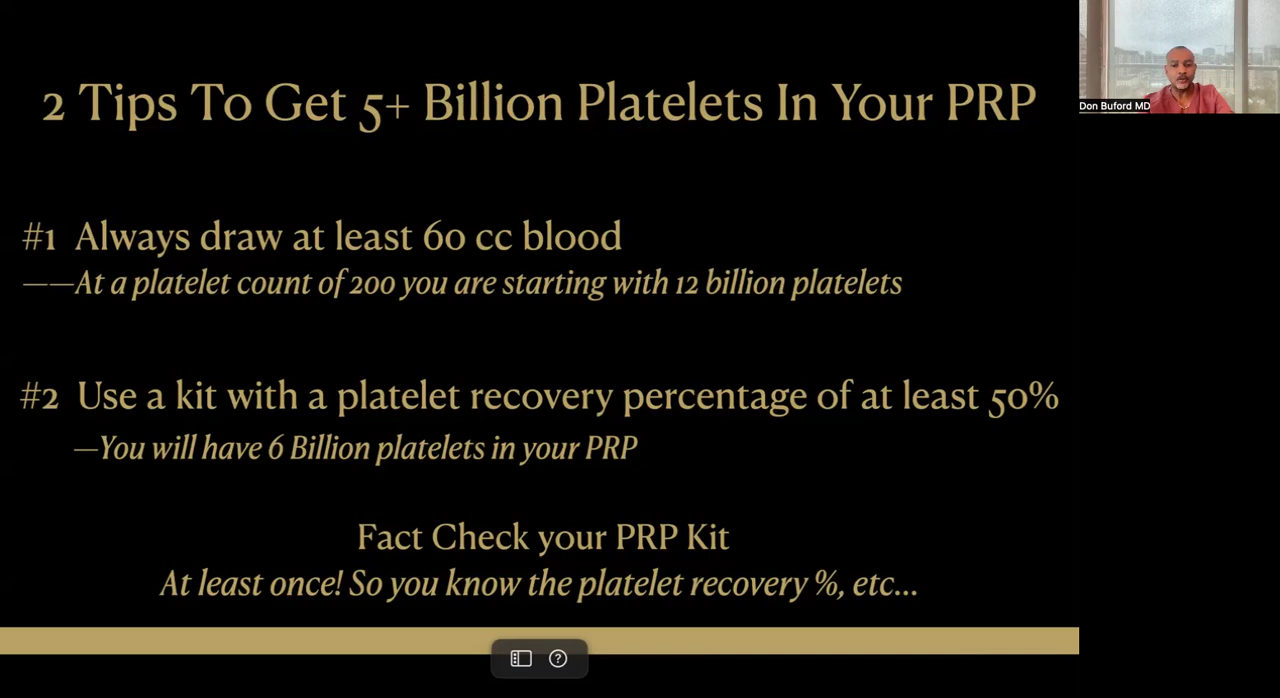 2 Tips To Get 5+ Billion Platelets In Your PRP
Don Buford MD
#1 Always draw at least 60 cc blood
——At a platelet count of 200 you are starting with 12 billion platelets
#2 Use a kit with a platelet recovery percentage of at least 50%
—You will have 6 Billion platelets in your PRP
Fact Check your PRP Kit
At least once! So you know the platelet recovery %, etc...